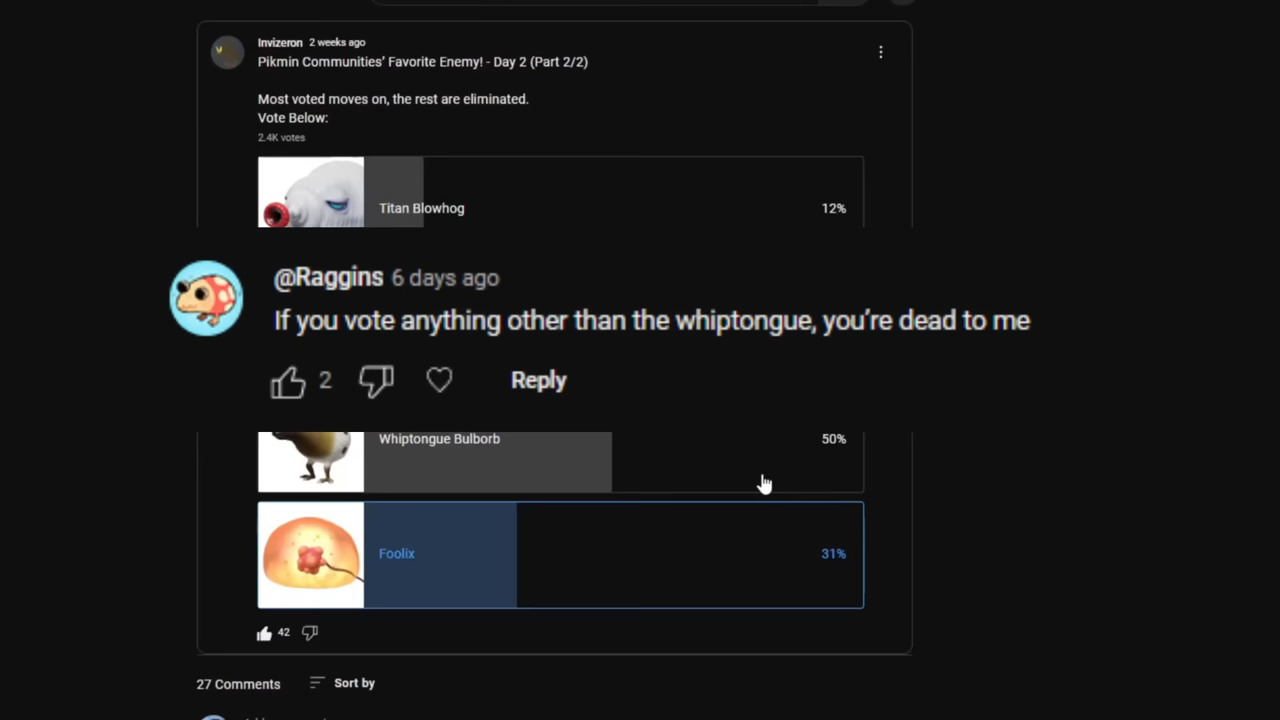 Invizeron 2 weeks ago
Pikmin Communities' Favorite Enemy! - Day 2 (Part 2/2)
Most voted moves on, the rest are eliminated.
Vote Below:
2.4K votes
Titan Blowhog 12%
@Raggins 6 days ago
If you vote anything other than the whiptongue, you're dead to me
2 Reply
Whiptongue Bulborb 50%
Foolix 31%
42
27 Comments Sort by